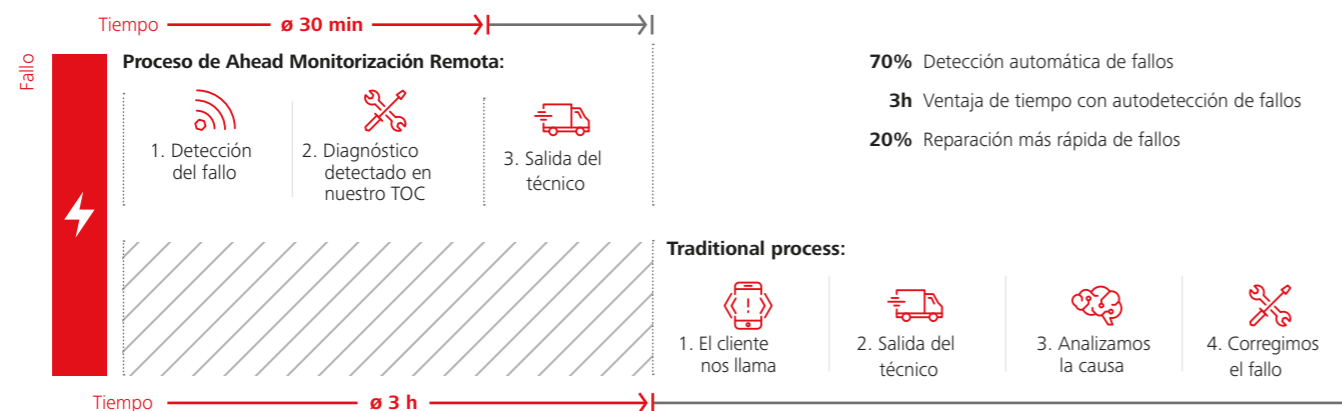 Tiempo ø 30 min
Fallo
Proceso de Ahead Monitorización Remota:
1. Detección
del fallo
2. Diagnóstico
detectado en
nuestro TOC
3. Salida del
técnico
70% Detección automática de fallos
3h Ventaja de tiempo con autodetección de fallos
20% Reparación más rápida de fallos
Traditional process:
1. El cliente
nos llama
2. Salida del
técnico
3. Analizamos
la causa
4. Corregimos
el fallo
Tiempo ø 3 h